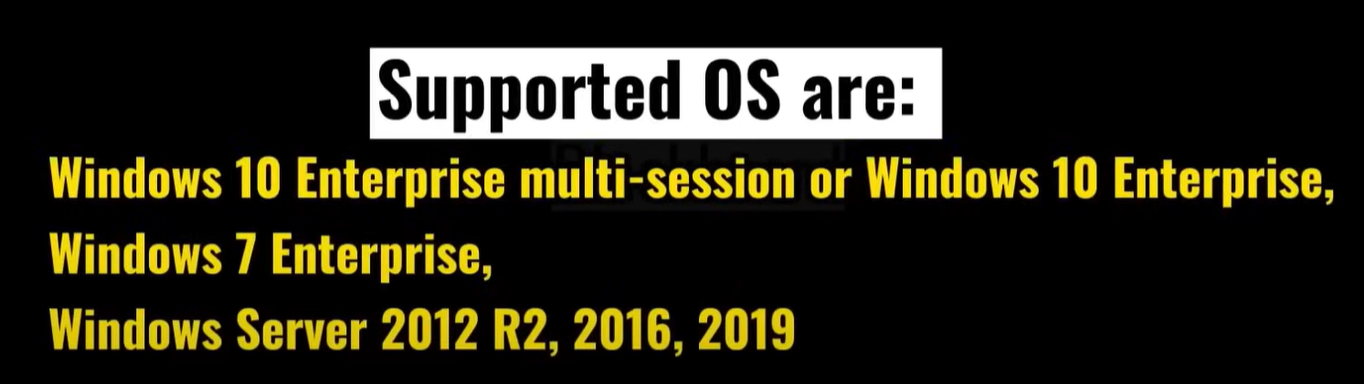 Supported OS are:
Windows 10 Enterprise multi-session or Windows 10 Enterprise,
Windows 7 Enterprise,
Windows Server 2012 R2, 2016, 2019